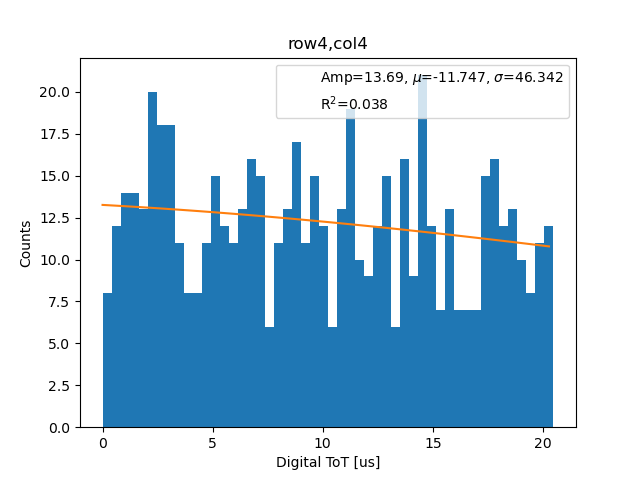 row4,col4
Amp=13.69, μ=-11.747, σ=46.342
R²=0.038
20.0
17.5
15.0
12.5
10.0
7.5
5.0
2.5
0.0
Counts
0 5 10 15 20
Digital ToT [us]